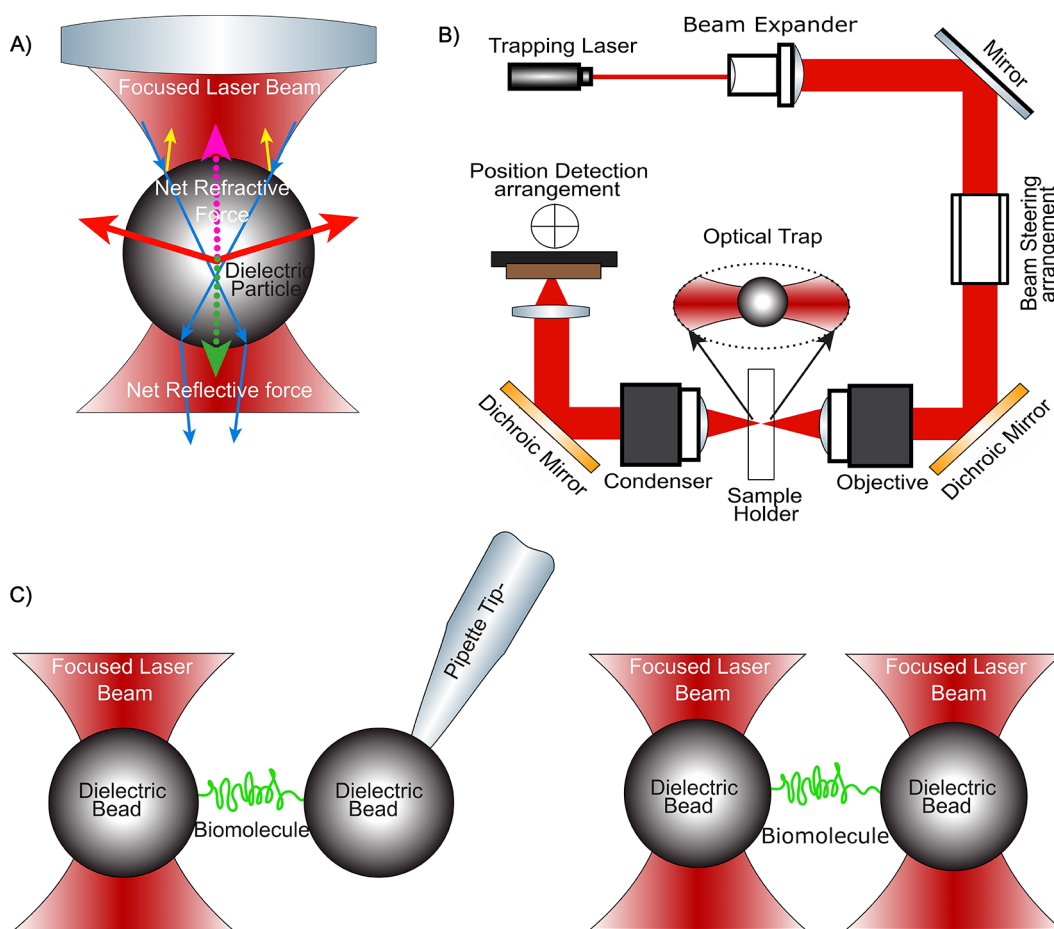 A)
Focused Laser Beam
Net Refractive
Force
Dielectric
Particle
Net Reflective force
B)
Trapping Laser
Beam Expander
Mirror
Position Detection
arrangement
Optical Trap
Beam Steering
arrangement
Dichroic Mirror
Condenser
Sample
Holder
Objective
Dichroic Mirror
C)
Focused Laser
Beam
Dielectric
Bead
Biomolecule
Dielectric
Bead
Pipette Tip-
Focused Laser
Beam
Dielectric
Bead
Biomolecule
Focused Laser
Beam
Dielectric
Bead